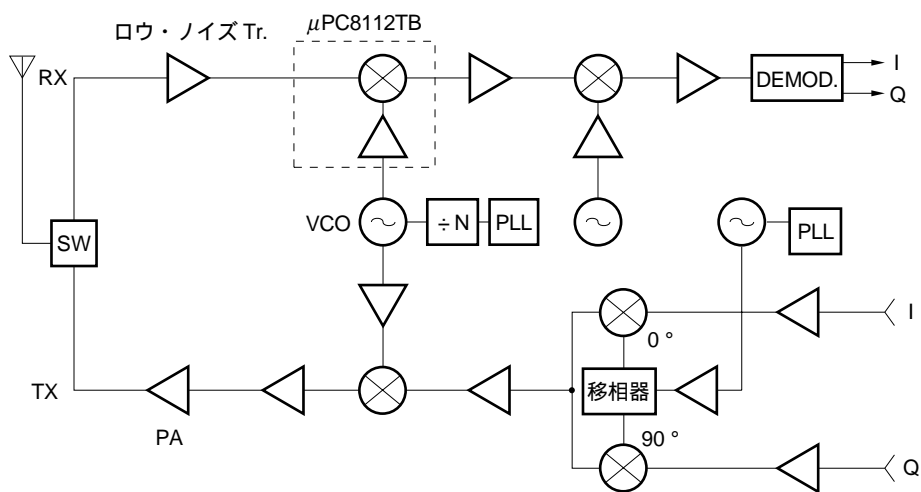 ロウ・ノイズ Tr.
μPC8112TB
RX
DEMOD.
I
Q
VCO
÷N
PLL
SW
PLL
I
0 °
TX
移相器
PA
90 °
Q